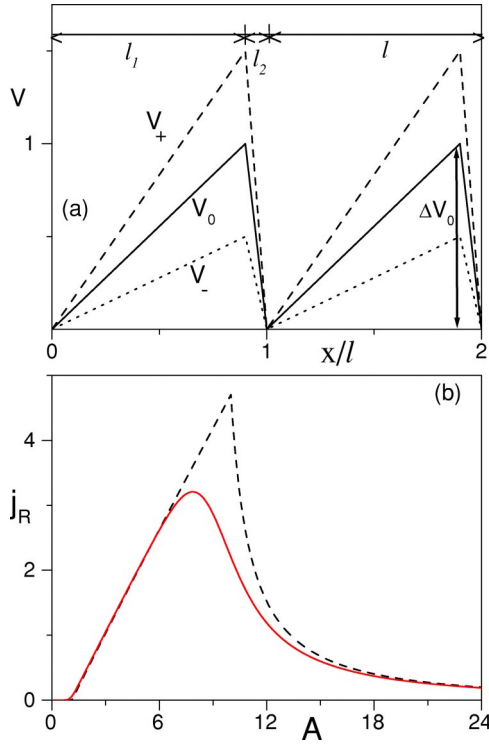 l₁ l₂ l
V
V₊
1
(a)
V₀
ΔV₀
V₋
0 1 2
x/l
(b)
4
jR
2
0
0 6 12 18 24
A